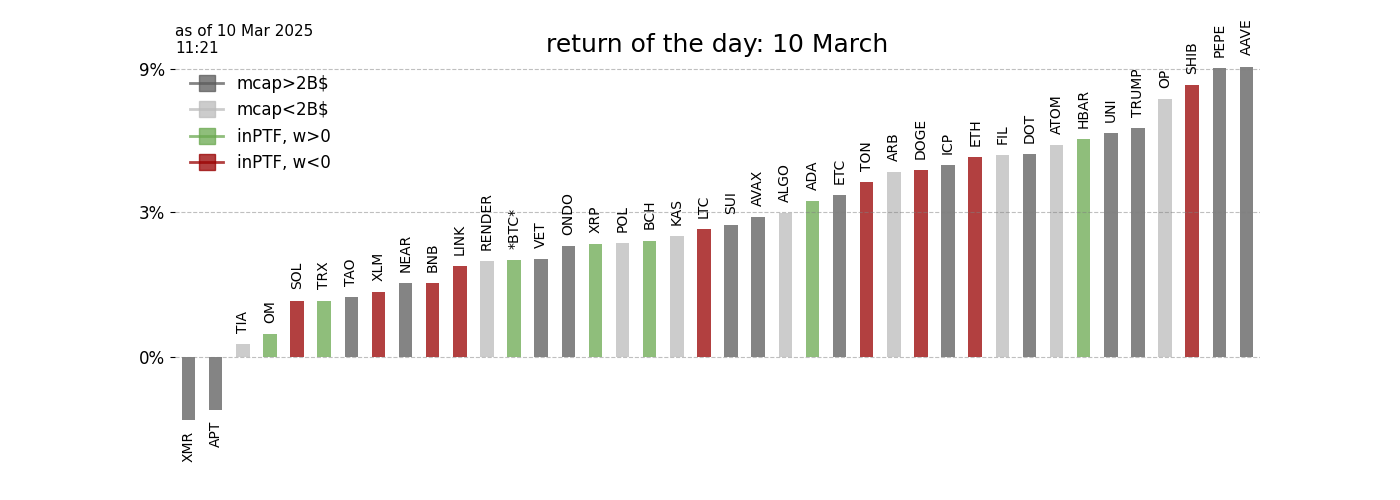 as of 10 Mar 2025
11:21
return of the day: 10 March
9%
3%
0%
mcap>2B$
mcap<2B$
inPTF, w>0
inPTF, w<0
XMR
APT
TIA
OM
SOL
TRX
TAO
XLM
NEAR
BNB
LINK
RENDER
*BTC*
VET
ONDO
XRP
POL
BCH
KAS
LTC
SUI
AVAX
ALGO
ADA
ETC
TON
ARB
DOGE
ICP
ETH
FIL
DOT
ATOM
HBAR
UNI
TRUMP
OP
SHIB
PEPE
AAVE